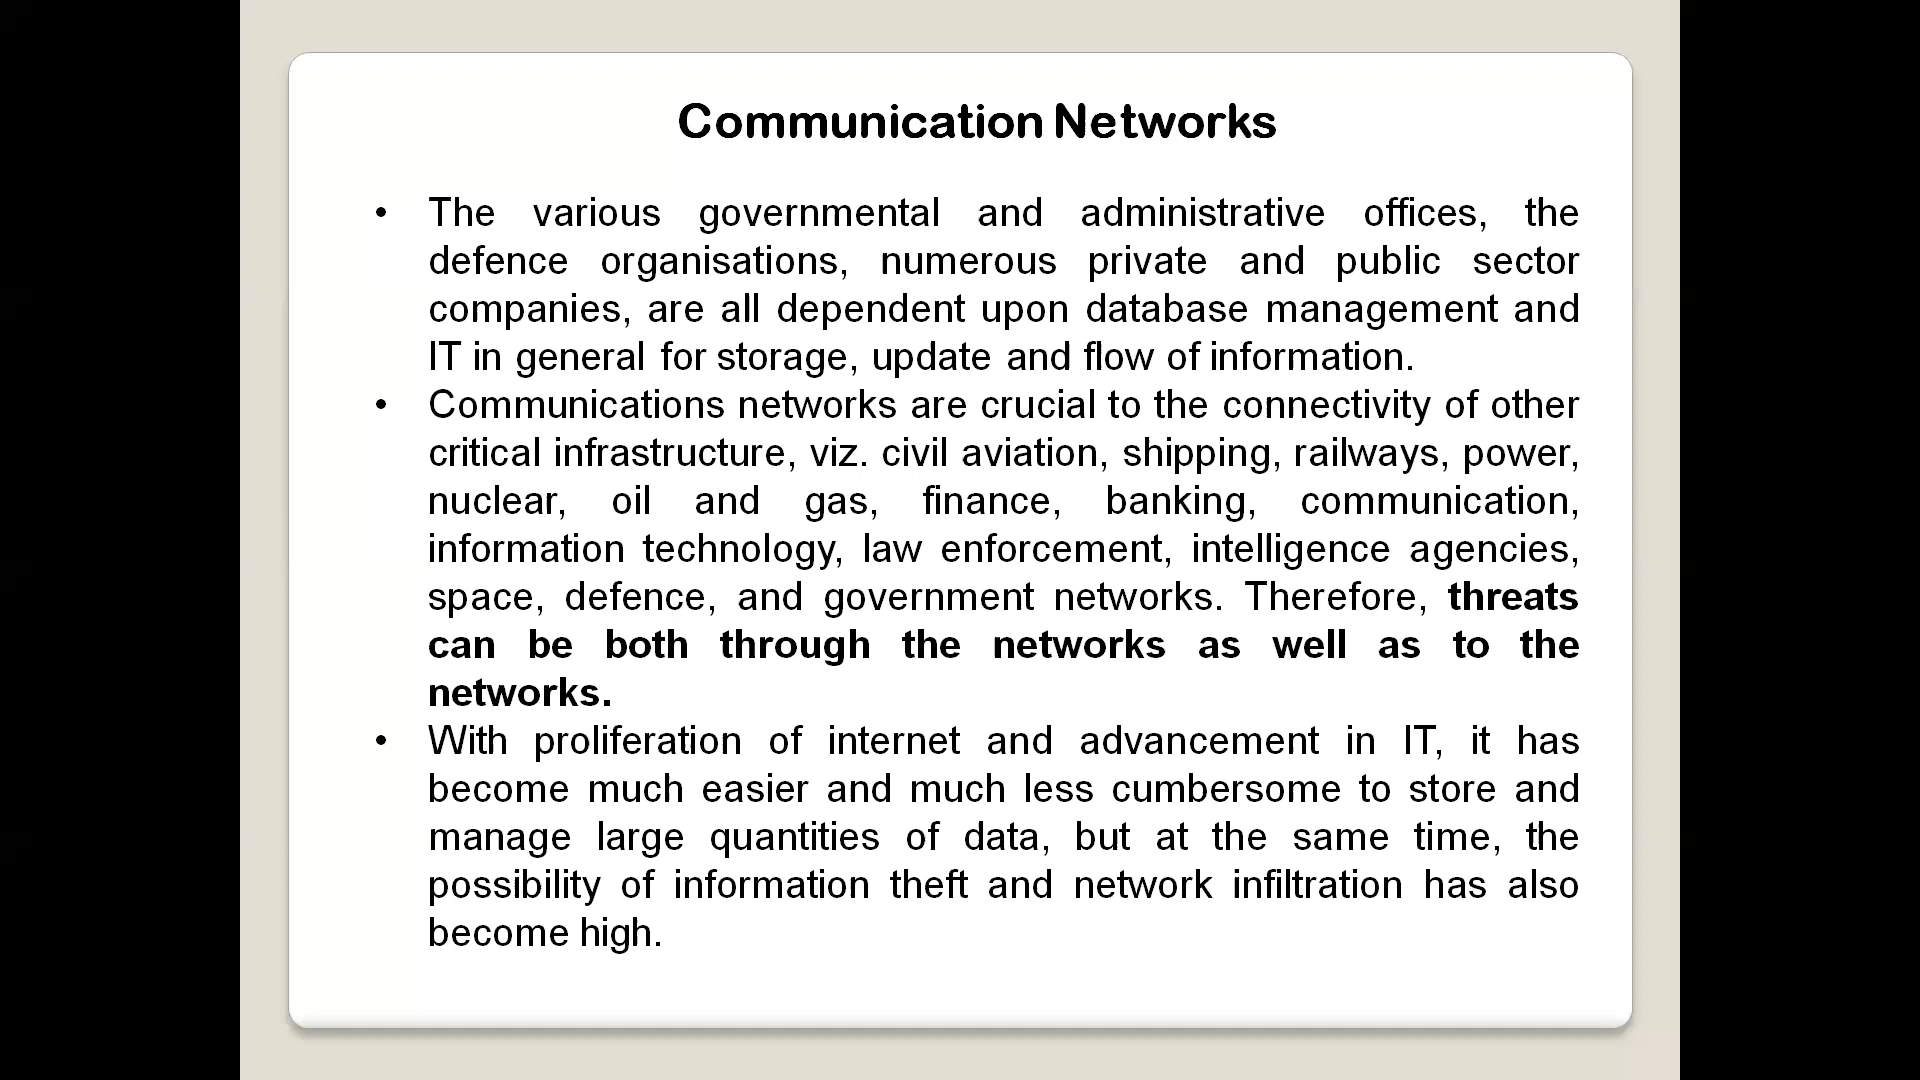 Communication Networks
• The various governmental and administrative offices, the
defence organisations, numerous private and public sector
companies, are all dependent upon database management and
IT in general for storage, update and flow of information.
• Communications networks are crucial to the connectivity of other
critical infrastructure, viz. civil aviation, shipping, railways, power,
nuclear, oil and gas, finance, banking, communication,
information technology, law enforcement, intelligence agencies,
space, defence, and government networks. Therefore, threats
can be both through the networks as well as to the
networks.
• With proliferation of internet and advancement in IT, it has
become much easier and much less cumbersome to store and
manage large quantities of data, but at the same time, the
possibility of information theft and network infiltration has also
become high.